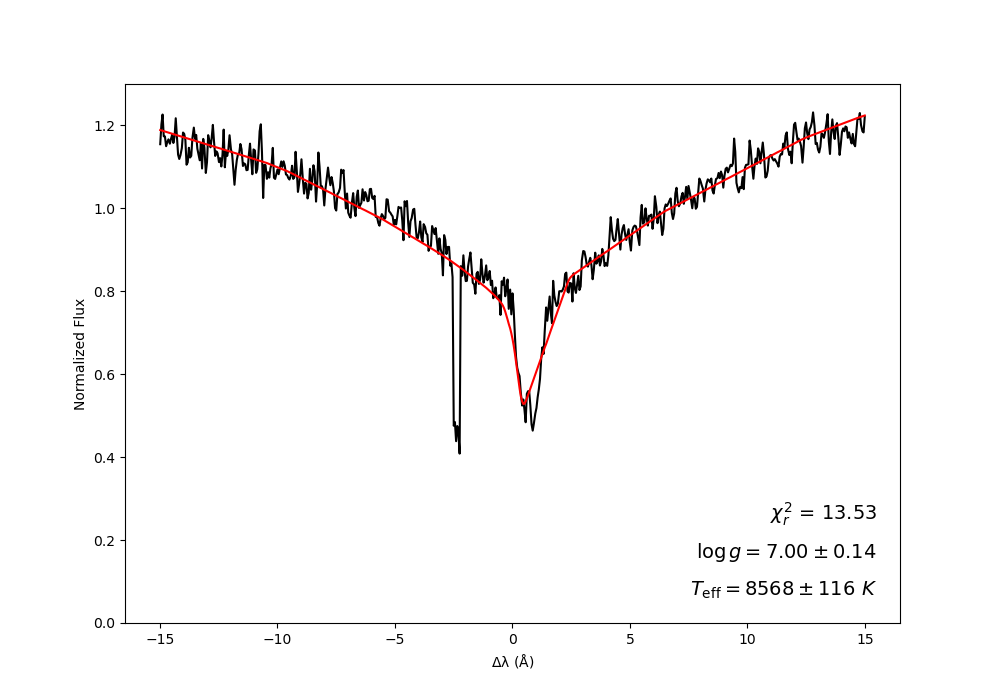 1.2
1.0
0.8
0.6
0.4
0.2
0.0
Normalized Flux
χ²ᵣ = 13.53
log g = 7.00 ± 0.14
T_eff = 8568 ± 116 K
−15 −10 −5 0 5 10 15
Δλ (Å)